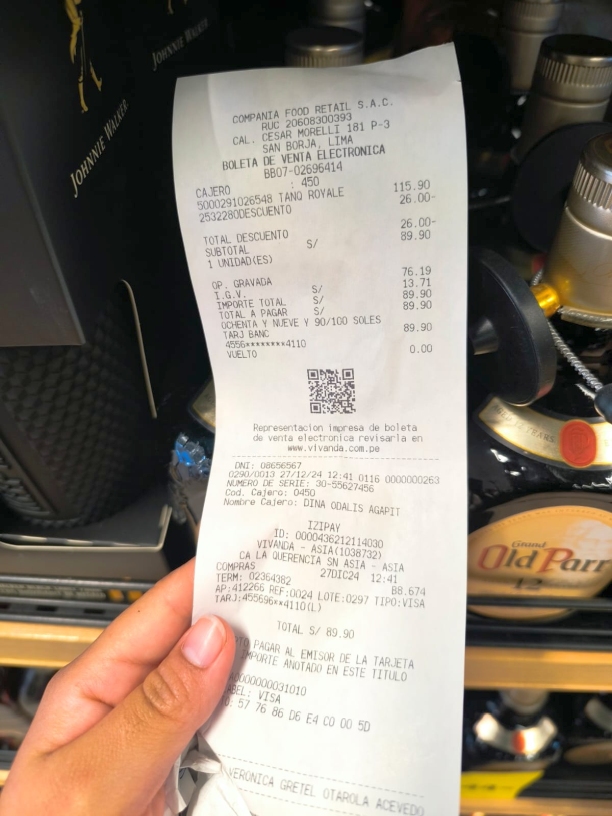 JOHNNIE WALKER
JOHNNIE WALKER
COMPANIA FOOD RETAIL S.A.C.
RUC 20608300393
CAL. CESAR MORELLI 181 P-3
SAN BORJA, LIMA
BOLETA DE VENTA ELECTRONICA
BB07-02696414
CAJERO : 450
5000291026548 TANQ ROYALE 115.90
2532280DESCUENTO 26.00-
TOTAL DESCUENTO 26.00-
SUBTOTAL S/ 89.90
1 UNIDAD(ES)
OP. GRAVADA 76.19
I.G.V. S/ 13.71
IMPORTE TOTAL S/ 89.90
TOTAL A PAGAR S/ 89.90
OCHENTA Y NUEVE Y 90/100 SOLES
TARJ BANC 89.90
4556********4110
VUELTO 0.00
Representacion impresa de boleta
de venta electronica revisarla en
www.vivanda.com.pe
DNI: 08656567
0290/0013 27/12/24 12:41 0116 0000000263
NUMERO DE SERIE: 30-55627456
Cod. Cajero: 0450
Nombre Cajero: DINA ODALIS AGAPIT
IZIPAY
ID: 0000436212114030
VIVANDA - ASIA(1038732)
CA LA QUERENCIA SN ASIA - ASIA
COMPRAS 27DIC24 12:41
TERM: 02364382 B8.674
AP:412266 REF:0024 LOTE:0297 TIPO:VISA
TARJ:455696**4110(L)
TOTAL S/ 89.90
PAGAR AL EMISOR DE LA TARJETA
IMPORTE ANOTADO EN ESTE TITULO
000000031010
VISA
57 76 86 D6 E4 C0 00 5D
VERONICA GRETEL OTAROLA ACEVEDO
YEARS
Grand
Old Parr
12